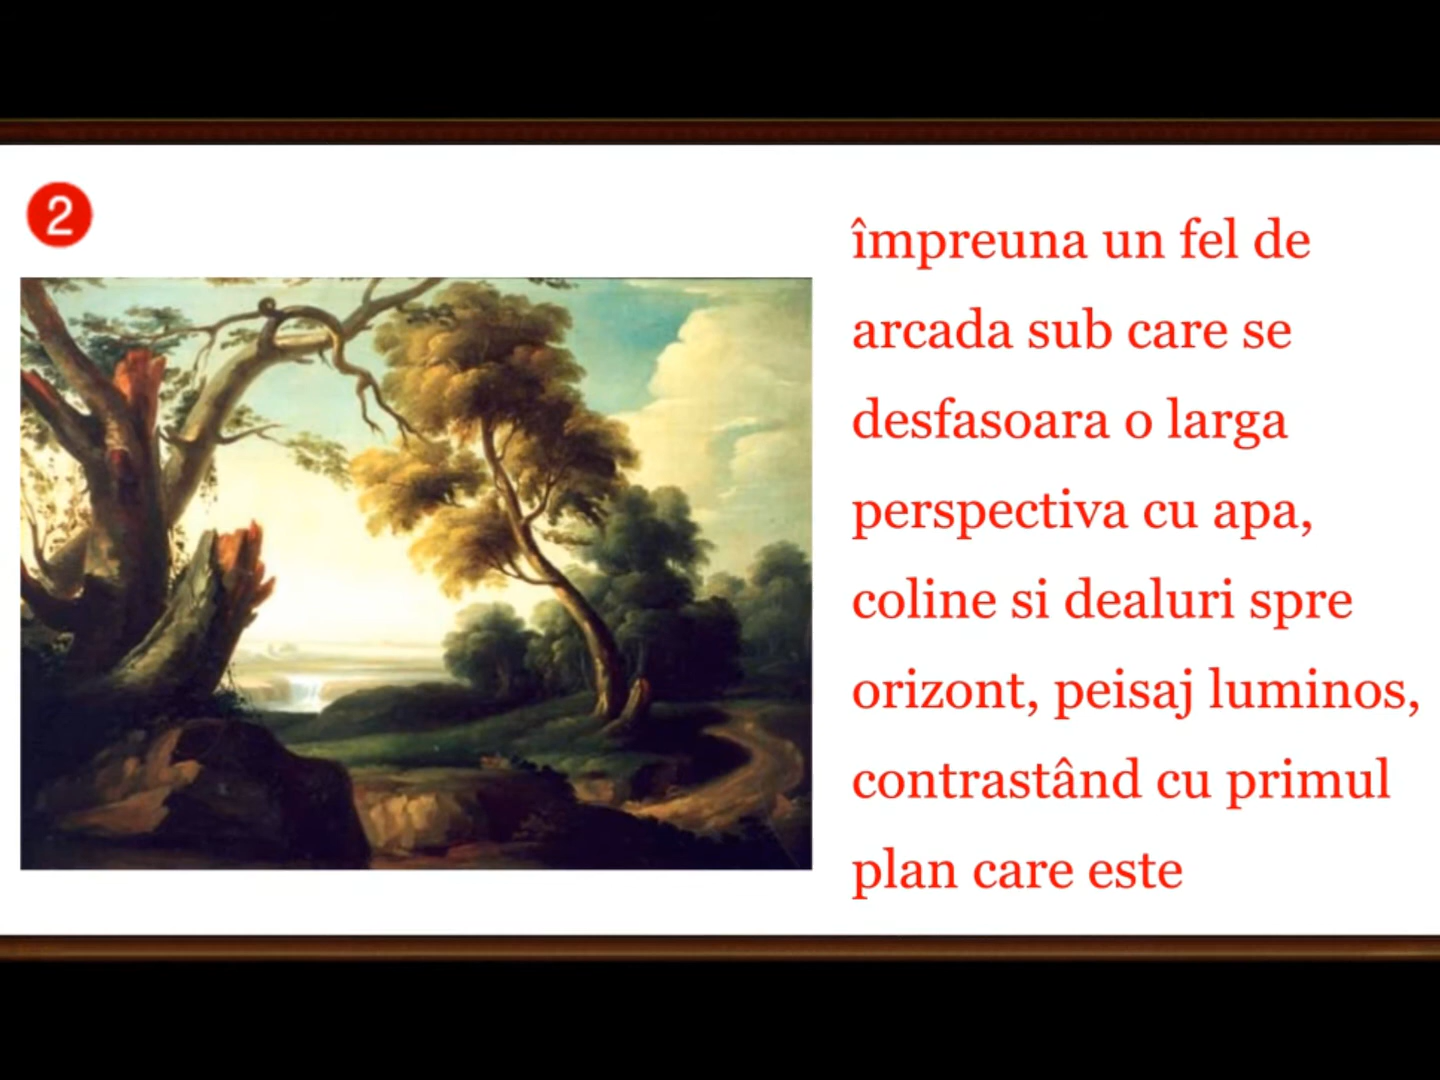 2
împreuna un fel de
arcada sub care se
desfasoara o larga
perspectiva cu apa,
coline si dealuri spre
orizont, peisaj luminos,
contrastând cu primul
plan care este